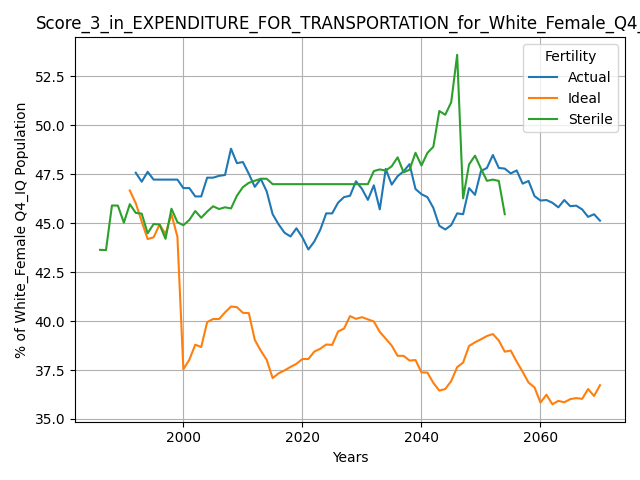 Score_3_in_EXPENDITURE_FOR_TRANSPORTATION_for_White_Female_Q4_
Fertility
Actual
Ideal
Sterile
% of White_Female Q4_IQ Population
52.5
50.0
47.5
45.0
42.5
40.0
37.5
35.0
2000
2020
2040
2060
Years